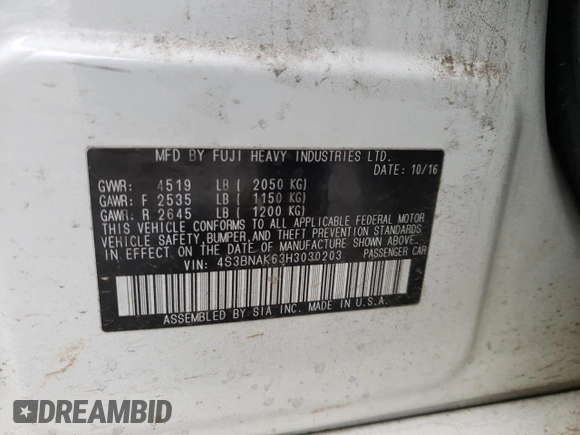 MFD BY FUJI HEAVY INDUSTRIES LTD.
DATE: 10/16
GVWR: 4519 LB ( 2050 KG)
GAWR: F 2535 LB ( 1150 KG)
GAWR: R 2645 LB ( 1200 KG)
THIS VEHICLE CONFORMS TO ALL APPLICABLE FEDERAL MOTOR
VEHICLE SAFETY, BUMPER, AND THEFT PREVENTION STANDARDS
IN EFFECT ON THE DATE OF MANUFACTURE SHOWN ABOVE.
VIN: 4S3BNAK63H3030203 PASSENGER CAR
ASSEMBLED BY SIA INC. MADE IN U.S.A.
DREAMBID